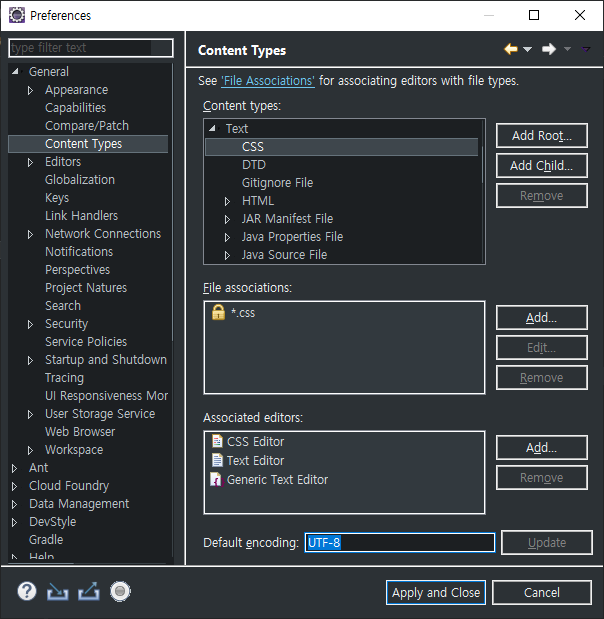 Preferences
type filter text
General
Appearance
Capabilities
Compare/Patch
Content Types
Editors
Globalization
Keys
Link Handlers
Network Connections
Notifications
Perspectives
Project Natures
Search
Security
Service Policies
Startup and Shutdown
Tracing
UI Responsiveness Mor
User Storage Service
Web Browser
Workspace
Ant
Cloud Foundry
Data Management
DevStyle
Gradle
Help
Content Types
See 'File Associations' for associating editors with file types.
Content types:
Text
CSS
DTD
Gitignore File
HTML
JAR Manifest File
Java Properties File
Java Source File
Add Root...
Add Child...
Remove
File associations:
*.css
Add...
Edit...
Remove
Associated editors:
CSS Editor
Text Editor
Generic Text Editor
Add...
Remove
Default encoding: UTF-8 Update
Apply and Close Cancel